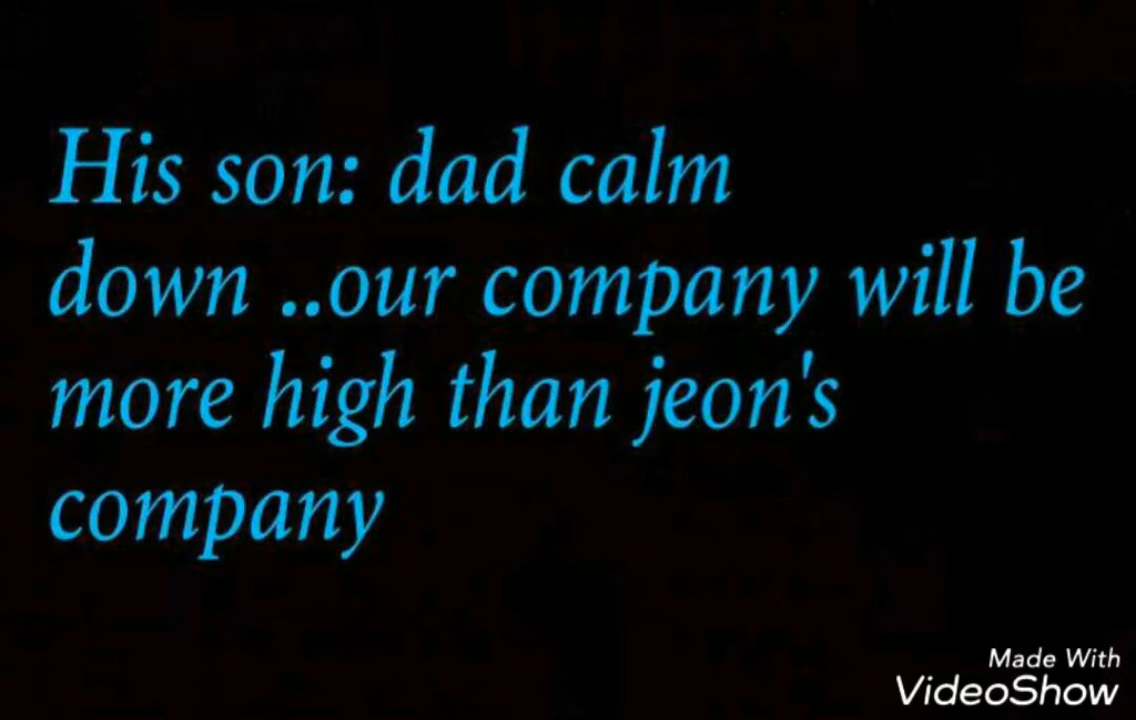 His son: dad calm
down ..our company will be
more high than jeon's
company
Made With
VideoShow